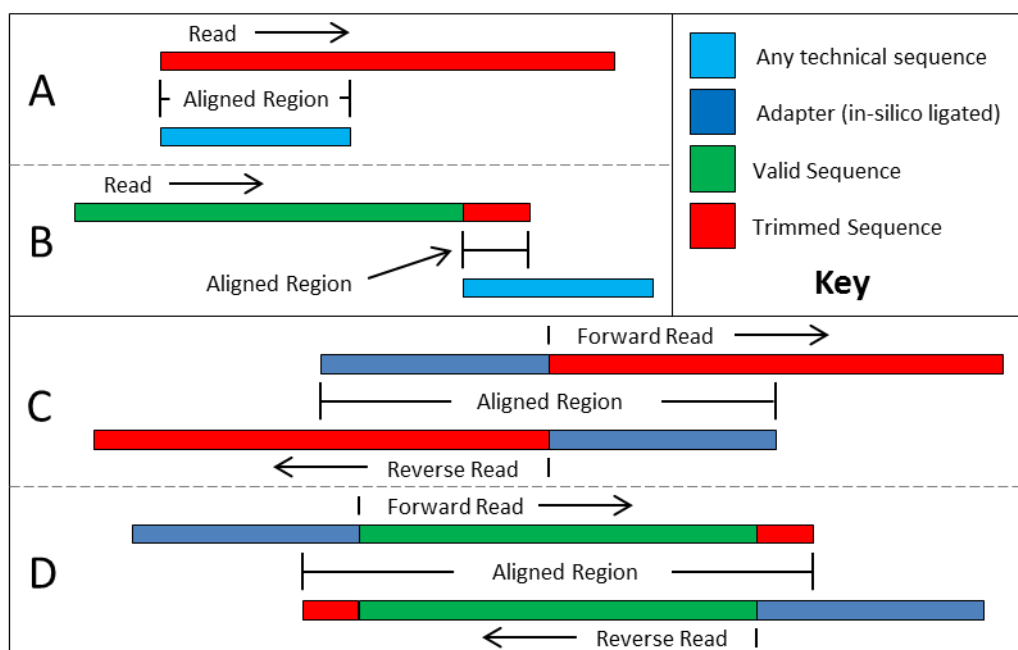 A
Read
Aligned Region
B
Read
Aligned Region
Any technical sequence
Adapter (in-silico ligated)
Valid Sequence
Trimmed Sequence
Key
C
Forward Read
Aligned Region
Reverse Read
D
Forward Read
Aligned Region
Reverse Read